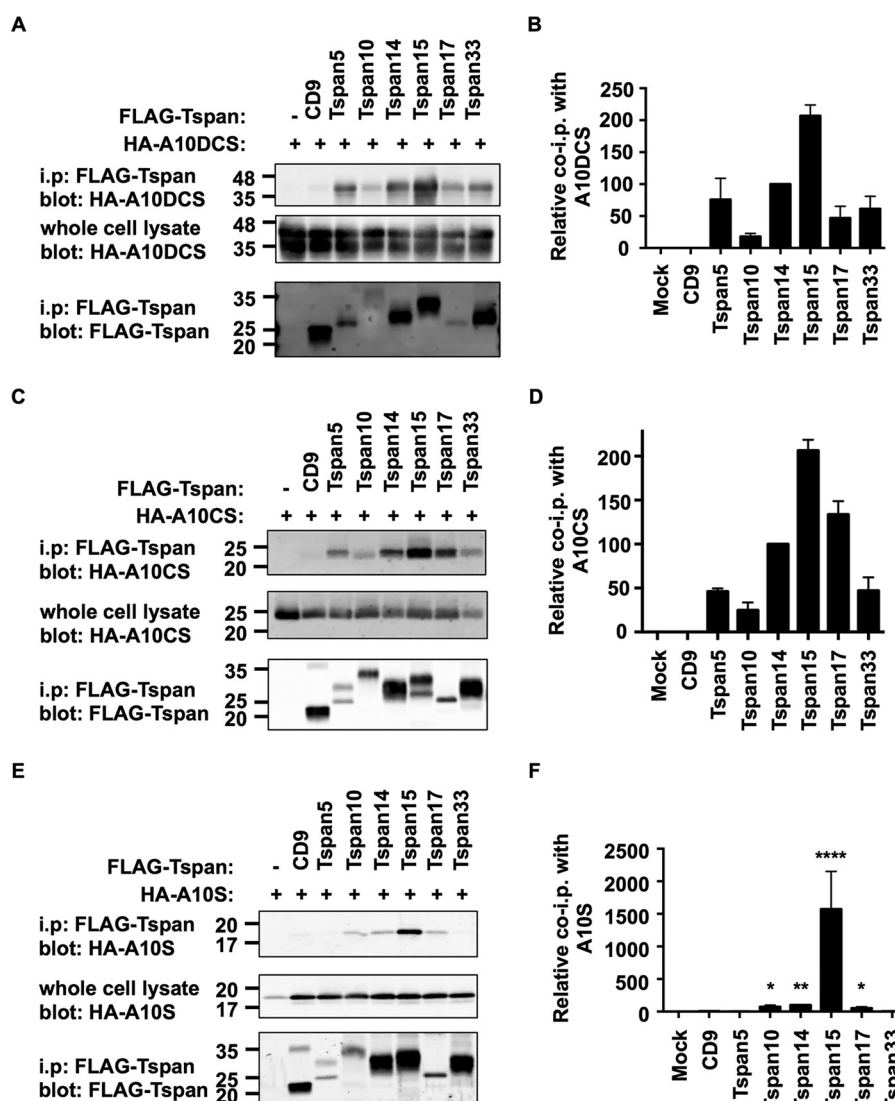 A
FLAG-Tspan: - CD9 Tspan5 Tspan10 Tspan14 Tspan15 Tspan17 Tspan33
HA-A10DCS: + + + + + + + +
i.p: FLAG-Tspan 48
blot: HA-A10DCS 35
whole cell lysate 48
blot: HA-A10DCS 35
i.p: FLAG-Tspan 35
blot: FLAG-Tspan 25
20
B
Relative co-i.p. with
A10DCS
250
200
150
100
50
0
Mock CD9 Tspan5 Tspan10 Tspan14 Tspan15 Tspan17 Tspan33
C
FLAG-Tspan: - CD9 Tspan5 Tspan10 Tspan14 Tspan15 Tspan17 Tspan33
HA-A10CS: + + + + + + + +
i.p: FLAG-Tspan 25
blot: HA-A10CS 20
whole cell lysate 25
blot: HA-A10CS 20
i.p: FLAG-Tspan 35
blot: FLAG-Tspan 25
20
D
Relative co-i.p. with
A10CS
200
150
100
50
0
Mock CD9 Tspan5 Tspan10 Tspan14 Tspan15 Tspan17 Tspan33
E
FLAG-Tspan: - CD9 Tspan5 Tspan10 Tspan14 Tspan15 Tspan17 Tspan33
HA-A10S: + + + + + + + +
i.p: FLAG-Tspan 20
blot: HA-A10S 17
whole cell lysate 20
blot: HA-A10S 17
i.p: FLAG-Tspan 35
blot: FLAG-Tspan 25
20
F
Relative co-i.p. with
A10S
2500
2000
1500
1000
500
0
* ** **** *
Mock CD9 Tspan5 Tspan10 Tspan14 Tspan15 Tspan17 Tspan33